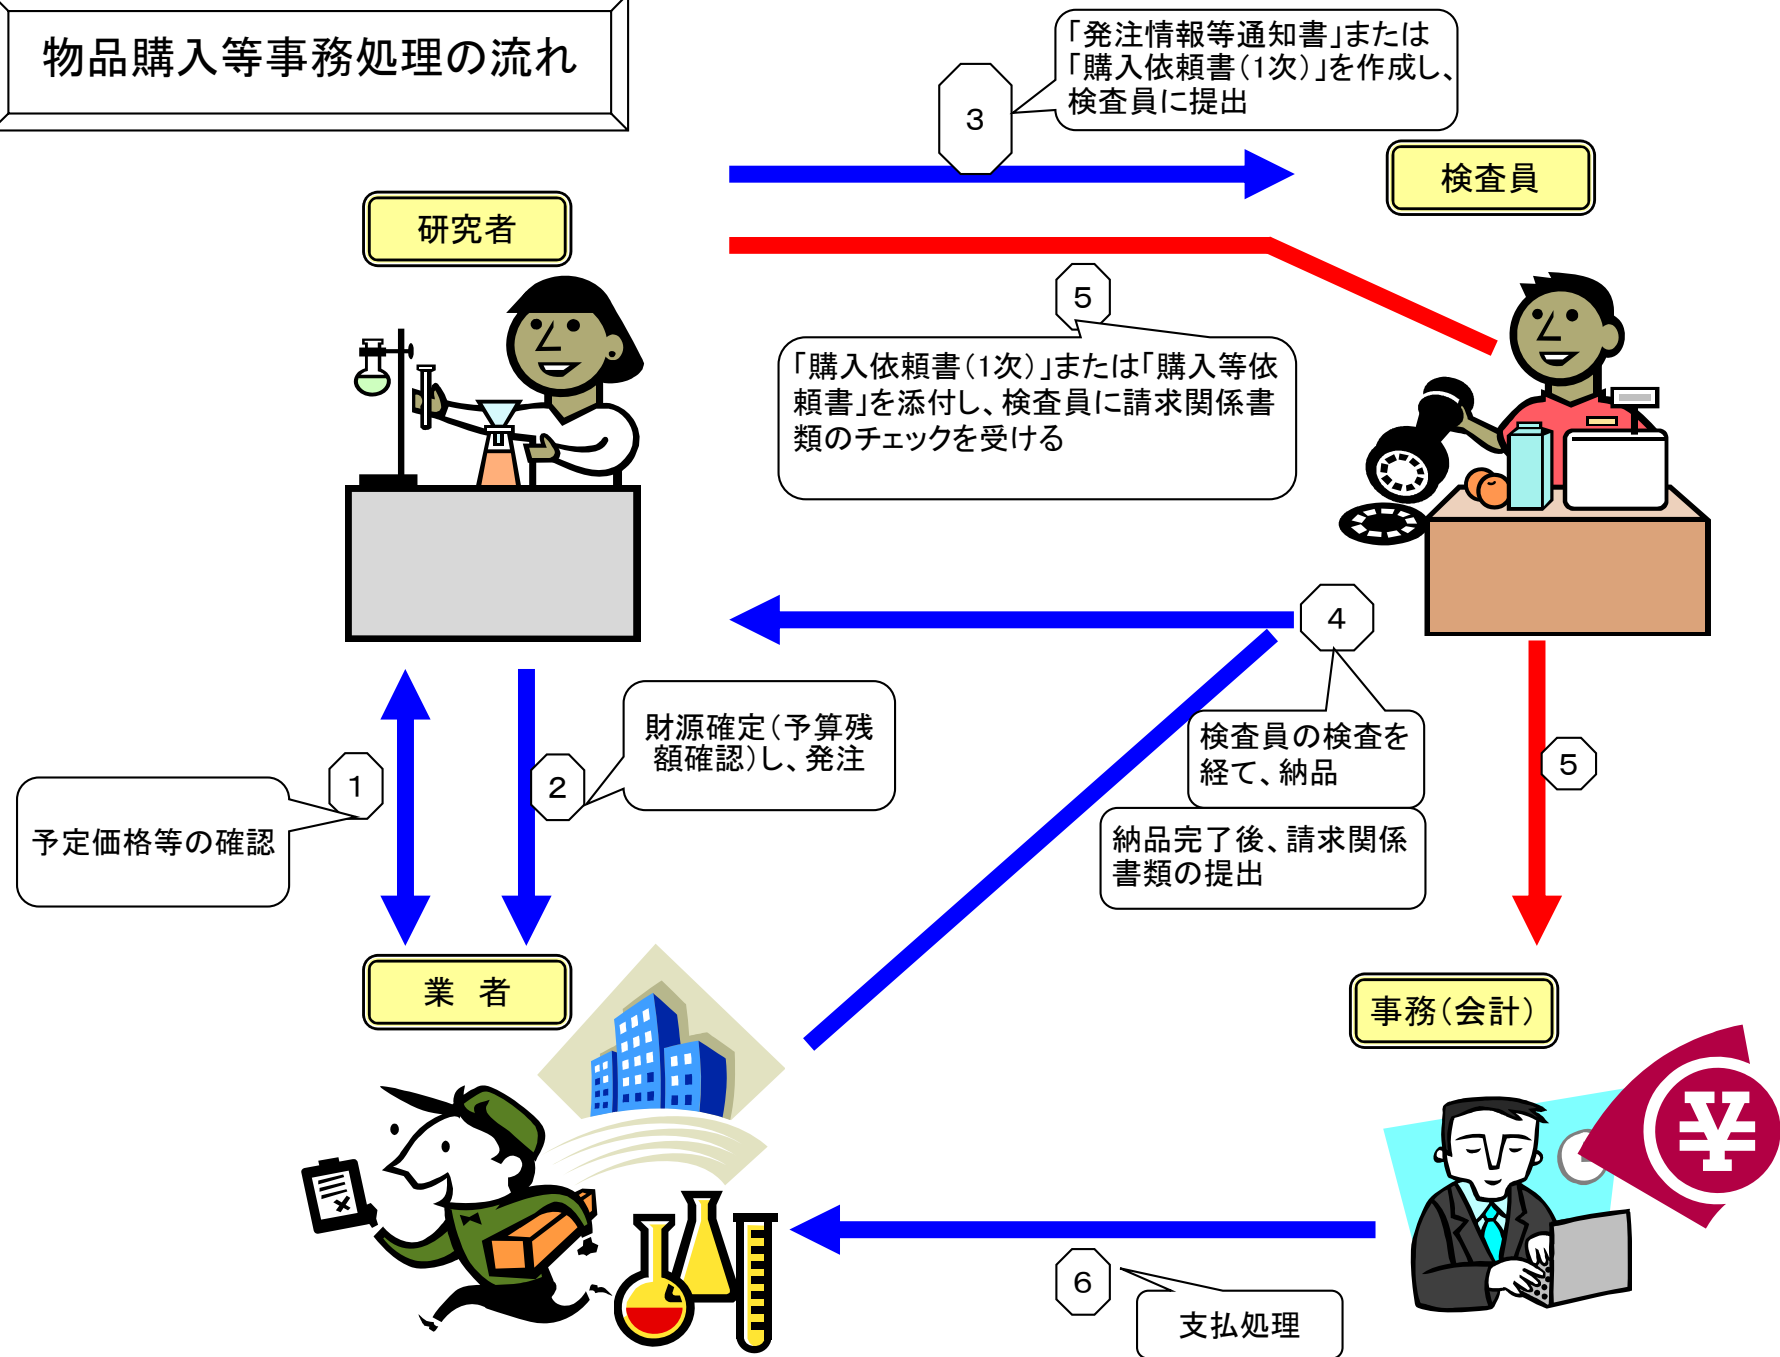 物品購入等事務処理の流れ
「発注情報等通知書」または
「購入依頼書（1次）」を作成し、
検査員に提出
3
検査員
研究者
5
「購入依頼書（1次）」または「購入等依
頼書」を添付し、検査員に請求関係書
類のチェックを受ける
4
検査員の検査を
経て、納品
納品完了後、請求関係
書類の提出
財源確定（予算残
額確認）し、発注
1
2
5
予定価格等の確認
業　者
事務（会計）
¥
6
支払処理